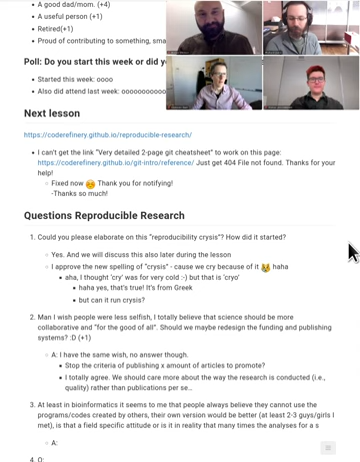 A good dad/mom. (+4)
A useful person (+1)
Retired(+1)
Proud of contributing to something, sma
Poll: Do you start this week or did y
Started this week: oooo
Also did attend last week: ooooooooooo
Next lesson
https://coderefinery.github.io/reproducible-research/
I can't get the link "Very detailed 2-page git cheatsheet" to work on this page:
https://coderefinery.github.io/git-intro/reference/ Just get 404 File not found. Thanks for your
help!
Fixed now 😊 Thank you for notifying!
-Thanks so much!
Questions Reproducible Research
1. Could you please elaborate on this "reproducibility crysis"? How did it started?
Yes. And we will discuss this also later during the lesson
I approve the new spelling of "crysis" - cause we cry because of it 😿 haha
aha, I thought 'cry' was for very cold :-) but that is 'cryo'
haha yes, that's true! It's from Greek
but can it run crysis?
2. Man I wish people were less selfish, I totally believe that science should be more
collaborative and "for the good of all". Should we maybe redesign the funding and publishing
systems? :D (+1)
A: I have the same wish, no answer though.
Stop the criteria of publishing x amount of articles to promote?
I totally agree. We should care more about the way the research is conducted (i.e.,
quality) rather than publications per se..
3. At least in bioinformatics it seems to me that people always believe they cannot use the
programs/codes created by others, their own version would be better (at least 2-3 guys/girls I
met), is that a field specific attitude or is it in reality that many times the analyses for a s
A:
4. Q: